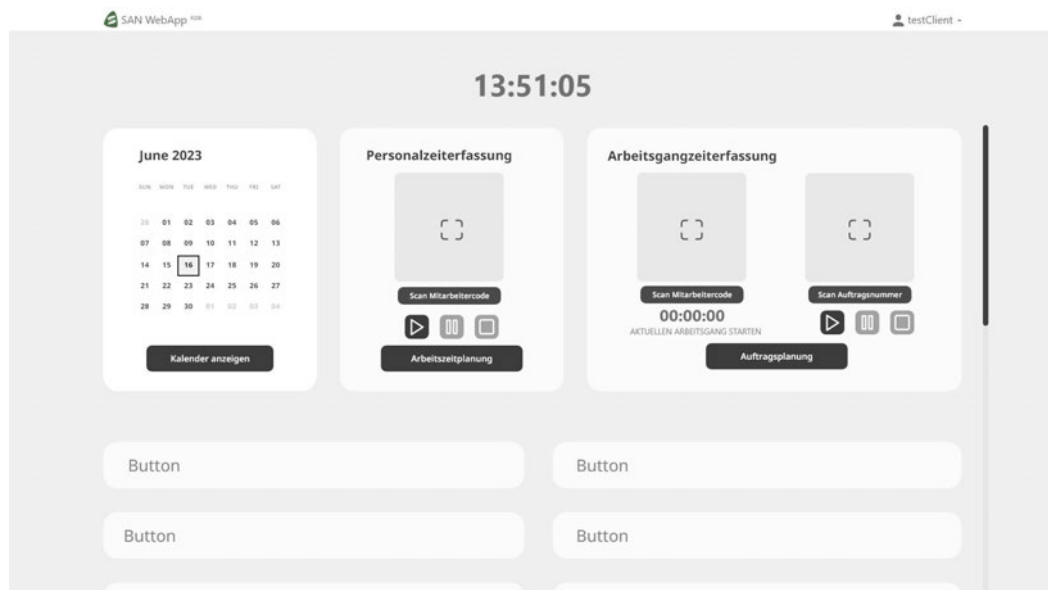 SAN WebApp
testClient
13:51:05
June 2023
SUN MON TUE WED THU FRI SAT
28 01 02 03 04 05 06
07 08 09 10 11 12 13
14 15 16 17 18 19 20
21 22 23 24 25 26 27
28 29 30 01 02 03 04
Kalender anzeigen
Personalzeiterfassung
Scan Mitarbeitercode
Arbeitszeitplanung
Arbeitsgangzeiterfassung
Scan Mitarbeitercode
00:00:00
AKTUELLEN ARBEITSGANG STARTEN
Scan Auftragsnummer
Auftragsplanung
Button
Button
Button
Button